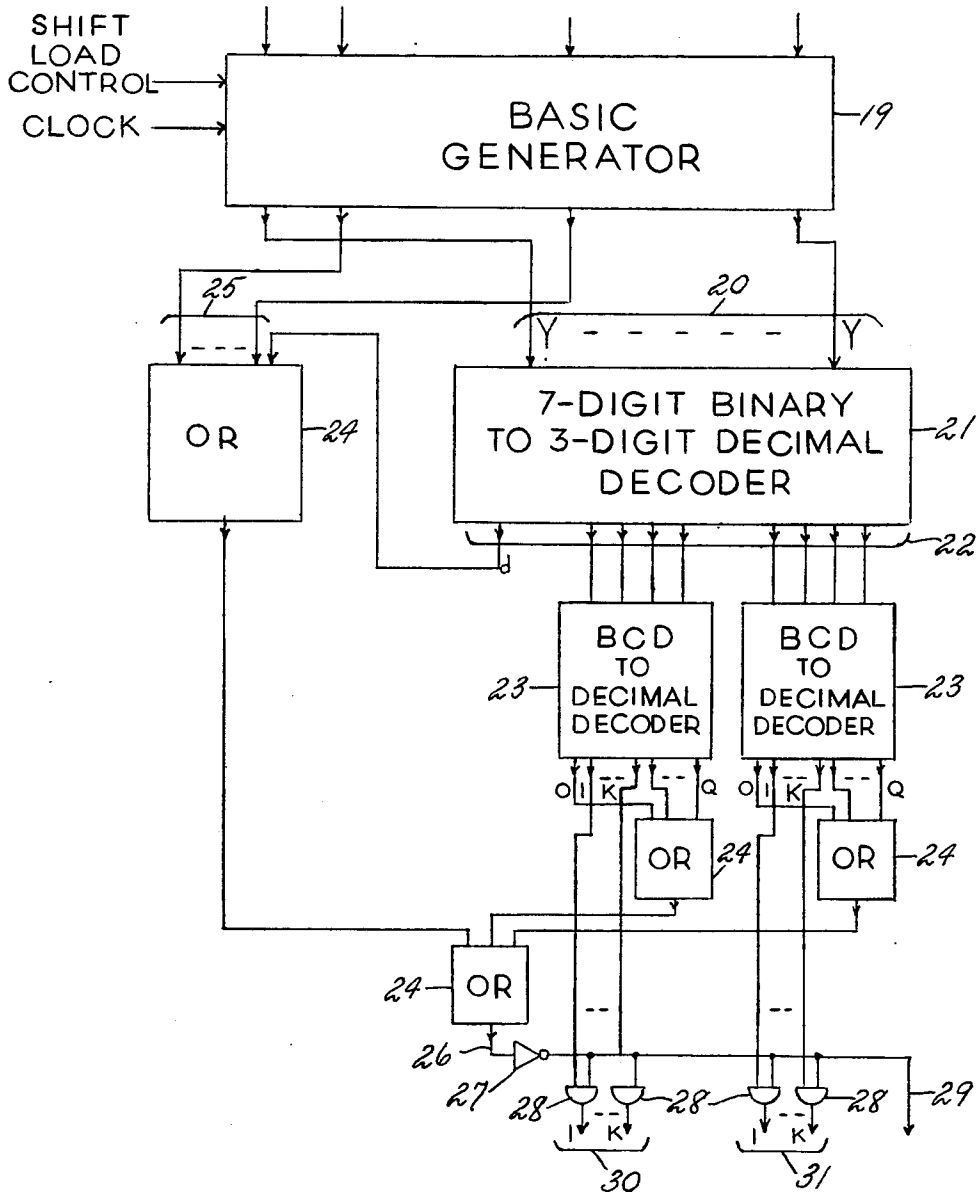 SHIFT
LOAD
CONTROL
CLOCK
BASIC
GENERATOR
19
25
20
Y - - - - - Y
- - -
OR
24
7-DIGIT BINARY
TO 3-DIGIT DECIMAL
DECODER
21
22
d
BCD
TO
DECIMAL
DECODER
23
BCD
TO
DECIMAL
DECODER
23
O I -- K -- Q
O I -- K -- Q
OR
24
OR
24
OR
24
--
--
26
27
28
28
28
29
I -- K
I -- K
30
31